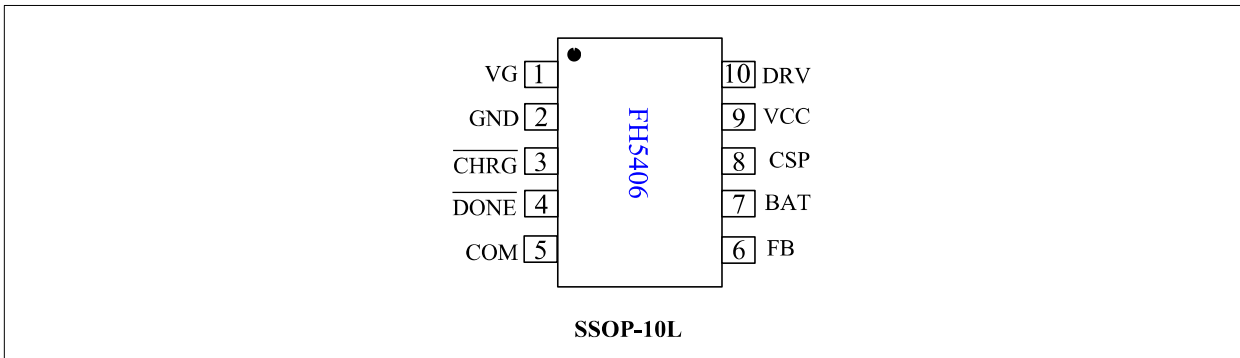 VG 1
GND 2
CHRG 3
DONE 4
COM 5
FH5406
10 DRV
9 VCC
8 CSP
7 BAT
6 FB
SSOP-10L